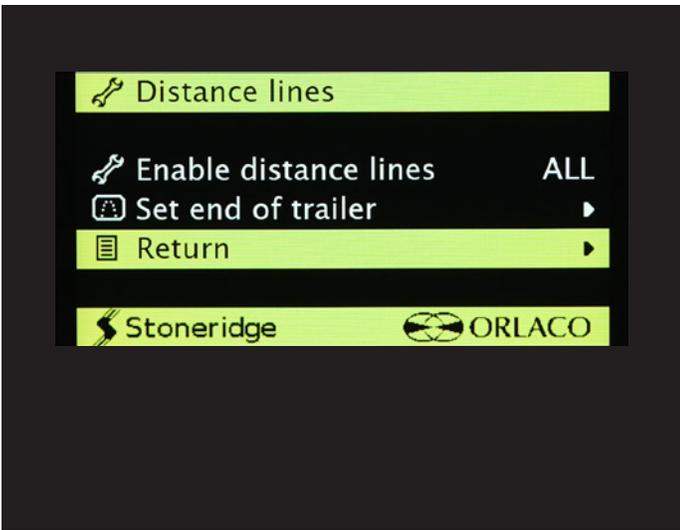 Distance lines
Enable distance lines ALL
Set end of trailer
Return
Stoneridge ORLACO